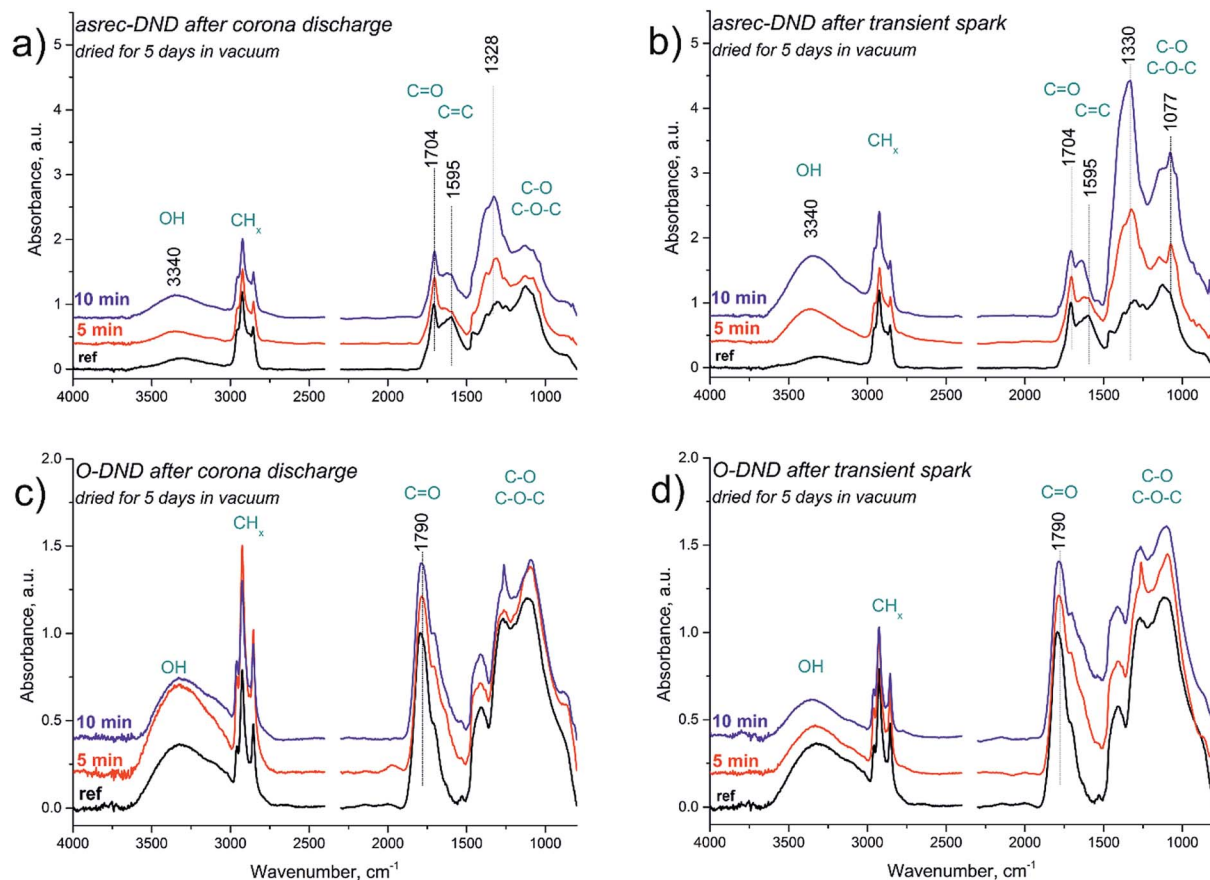 a)
asrec-DND after corona discharge
dried for 5 days in vacuum
1328
C=O
C=C
1704
1595
C-O
C-O-C
OH
3340
CHx
10 min
5 min
ref
Absorbance, a.u.
0
1
2
3
4
5
4000 3500 3000 2500 2000 1500 1000
b)
asrec-DND after transient spark
dried for 5 days in vacuum
1330
C-O
C-O-C
C=O
C=C
1704
1595
1077
CHx
OH
3340
10 min
5 min
ref
Absorbance, a.u.
0
1
2
3
4
5
4000 3500 3000 2500 2000 1500 1000
c)
O-DND after corona discharge
dried for 5 days in vacuum
C=O
1790
C-O
C-O-C
CHx
OH
10 min
5 min
ref
Absorbance, a.u.
0.0
0.5
1.0
1.5
2.0
4000 3500 3000 2500 2000 1500 1000
Wavenumber, cm-1
d)
O-DND after transient spark
dried for 5 days in vacuum
C=O
1790
C-O
C-O-C
CHx
OH
10 min
5 min
ref
Absorbance, a.u.
0.0
0.5
1.0
1.5
2.0
4000 3500 3000 2500 2000 1500 1000
Wavenumber, cm-1